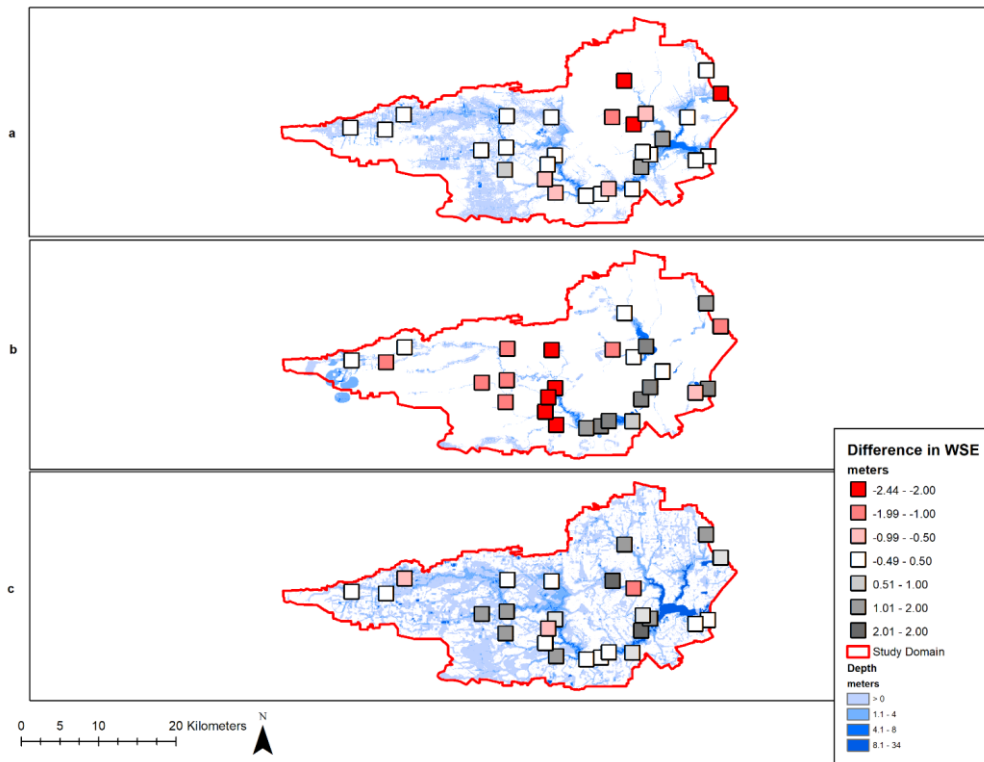 a
b
c
Difference in WSE
meters
-2.44 - -2.00
-1.99 - -1.00
-0.99 - -0.50
-0.49 - 0.50
0.51 - 1.00
1.01 - 2.00
2.01 - 2.00
Study Domain
Depth
meters
> 0
1.1 - 4
4.1 - 8
8.1 - 34
0 5 10 20 Kilometers
N